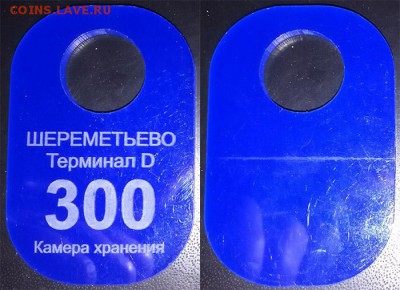 COINS.LAVE.RU
ШЕРЕМЕТЬЕВО
Терминал D
300
Камера хранения